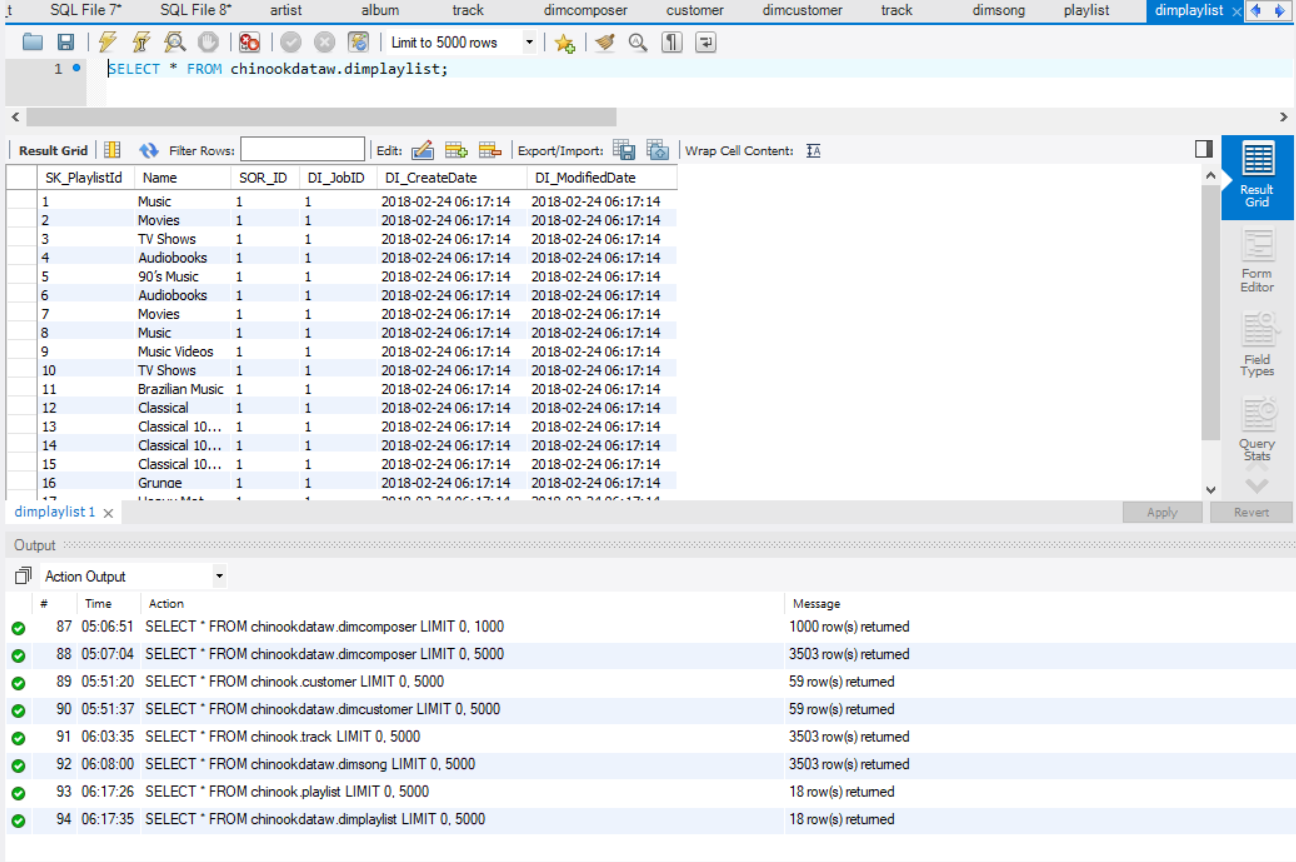 _t SQL File 7* SQL File 8* artist album track dimcomposer customer dimcustomer track dimsong playlist dimplaylist ×
Limit to 5000 rows
1 SELECT * FROM chinookdataw.dimplaylist;
Result Grid Filter Rows: Edit: Export/Import: Wrap Cell Content: IA
SK_PlaylistId Name SOR_ID DI_JobID DI_CreateDate DI_ModifiedDate
1 Music 1 1 2018-02-24 06:17:14 2018-02-24 06:17:14
2 Movies 1 1 2018-02-24 06:17:14 2018-02-24 06:17:14
3 TV Shows 1 1 2018-02-24 06:17:14 2018-02-24 06:17:14
4 Audiobooks 1 1 2018-02-24 06:17:14 2018-02-24 06:17:14
5 90's Music 1 1 2018-02-24 06:17:14 2018-02-24 06:17:14
6 Audiobooks 1 1 2018-02-24 06:17:14 2018-02-24 06:17:14
7 Movies 1 1 2018-02-24 06:17:14 2018-02-24 06:17:14
8 Music 1 1 2018-02-24 06:17:14 2018-02-24 06:17:14
9 Music Videos 1 1 2018-02-24 06:17:14 2018-02-24 06:17:14
10 TV Shows 1 1 2018-02-24 06:17:14 2018-02-24 06:17:14
11 Brazilian Music 1 1 2018-02-24 06:17:14 2018-02-24 06:17:14
12 Classical 1 1 2018-02-24 06:17:14 2018-02-24 06:17:14
13 Classical 10... 1 1 2018-02-24 06:17:14 2018-02-24 06:17:14
14 Classical 10... 1 1 2018-02-24 06:17:14 2018-02-24 06:17:14
15 Classical 10... 1 1 2018-02-24 06:17:14 2018-02-24 06:17:14
16 Grunge 1 1 2018-02-24 06:17:14 2018-02-24 06:17:14
Result
Grid
Form
Editor
Field
Types
Query
Stats
dimplaylist 1 × Apply Revert
Output
Action Output
# Time Action Message
87 05:06:51 SELECT * FROM chinookdataw.dimcomposer LIMIT 0, 1000 1000 row(s) returned
88 05:07:04 SELECT * FROM chinookdataw.dimcomposer LIMIT 0, 5000 3503 row(s) returned
89 05:51:20 SELECT * FROM chinook.customer LIMIT 0, 5000 59 row(s) returned
90 05:51:37 SELECT * FROM chinookdataw.dimcustomer LIMIT 0, 5000 59 row(s) returned
91 06:03:35 SELECT * FROM chinook.track LIMIT 0, 5000 3503 row(s) returned
92 06:08:00 SELECT * FROM chinookdataw.dimsong LIMIT 0, 5000 3503 row(s) returned
93 06:17:26 SELECT * FROM chinook.playlist LIMIT 0, 5000 18 row(s) returned
94 06:17:35 SELECT * FROM chinookdataw.dimplaylist LIMIT 0, 5000 18 row(s) returned